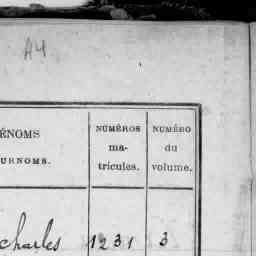 A4
ÉNOMS
URNOMS.
NUMÉROS
ma-
tricules.
NUMÉRO
du
volume.
charles 1231 3